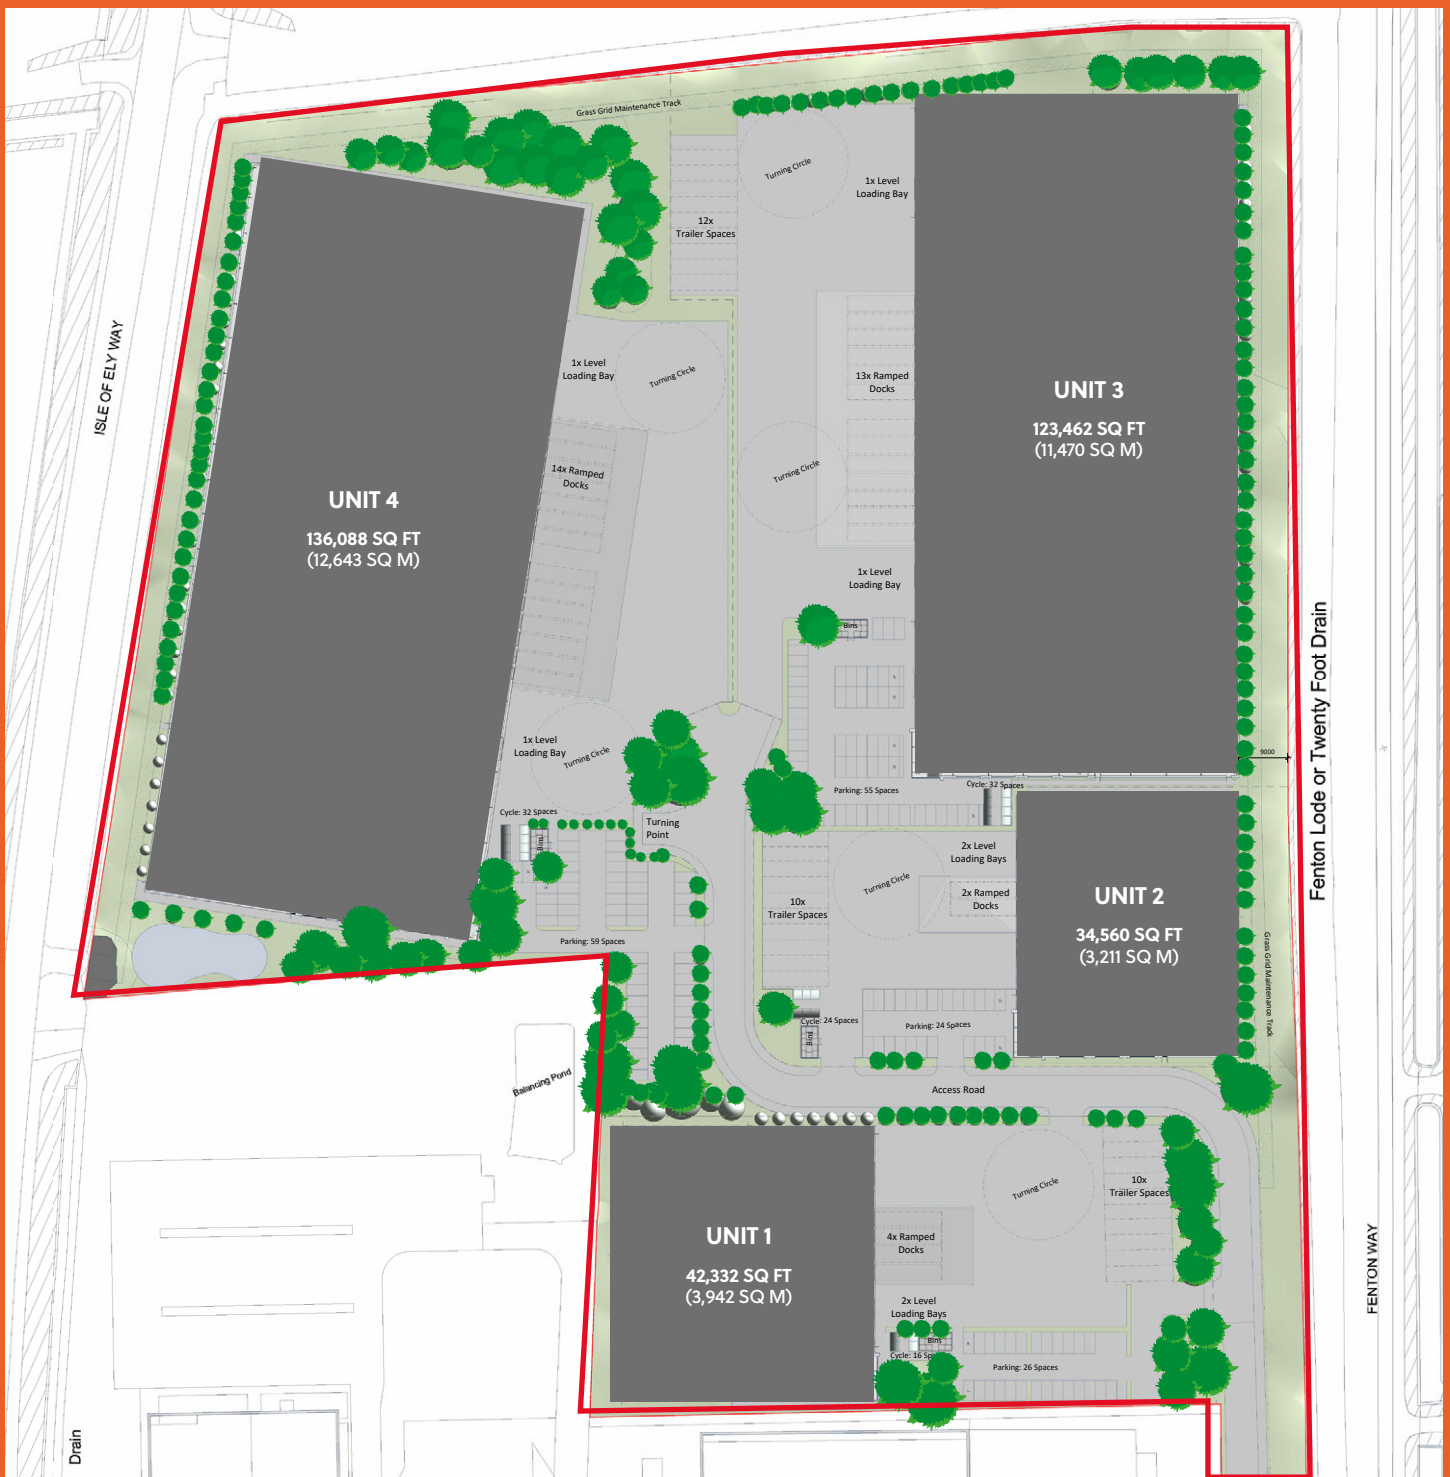 Grass Grid Maintenance Track
Turning Circle
1x Level
Loading Bay
12x
Trailer Spaces
ISLE OF ELY WAY
1x Level
Loading Bay
Turning Circle
13x Ramped
Docks
UNIT 3
123,462 SQ FT
(11,470 SQ M)
14x Ramped
Docks
Turning Circle
UNIT 4
136,088 SQ FT
(12,643 SQ M)
1x Level
Loading Bay
Bins
Fenton Lode or Twenty Foot Drain
1x Level
Loading Bay
Turning Circle
9000
Parking: 55 Spaces
Cycle: 32 Spaces
Cycle: 32 Spaces
Bins
Turning
Point
2x Level
Loading Bays
Turning Circle
2x Ramped
Docks
UNIT 2
34,560 SQ FT
(3,211 SQ M)
10x
Trailer Spaces
Parking: 59 Spaces
Grass Grid Maintenance Track
Cycle: 24 Spaces
Bins
Parking: 24 Spaces
Balancing Pond
Access Road
Turning Circle
10x
Trailer Spaces
UNIT 1
42,332 SQ FT
(3,942 SQ M)
4x Ramped
Docks
2x Level
Loading Bays
Bins
Cycle: 16
Parking: 26 Spaces
FENTON WAY
Drain